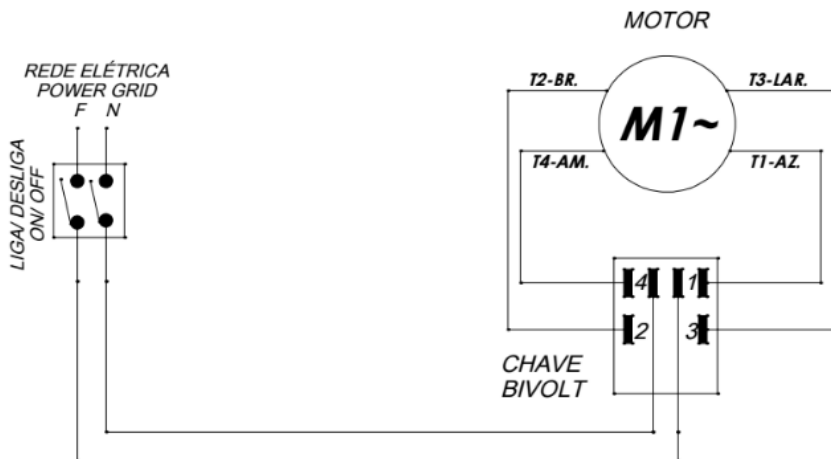 MOTOR
REDE ELÉTRICA
POWER GRID
F N
LIGA/ DESLIGA
ON/ OFF
T2-BR.
T3-LAR.
M1~
T4-AM.
T1-AZ.
4 1
2 3
CHAVE
BIVOLT